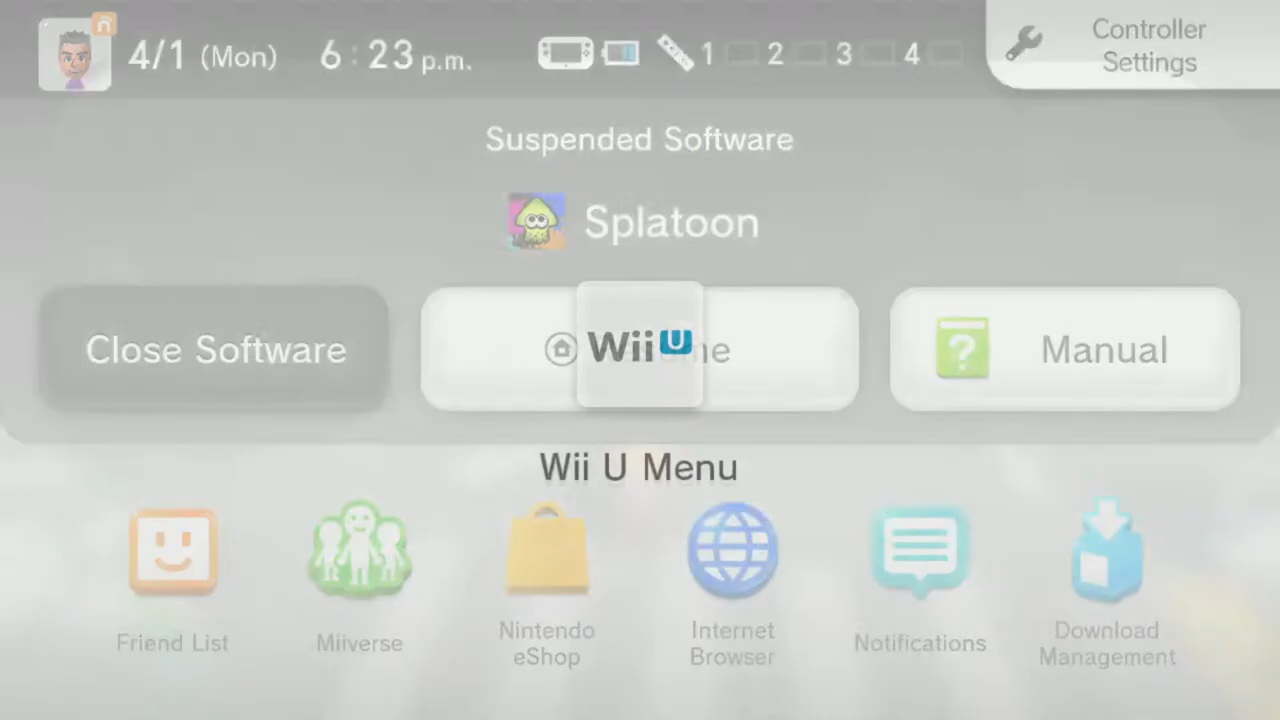 4/1 (Mon) 6:23 p.m.
1 2 3 4
Controller
Settings
Suspended Software
Splatoon
Close Software
Wii U
Manual
Wii U Menu
Friend List
Miiverse
Nintendo
eShop
Internet
Browser
Notifications
Download
Management